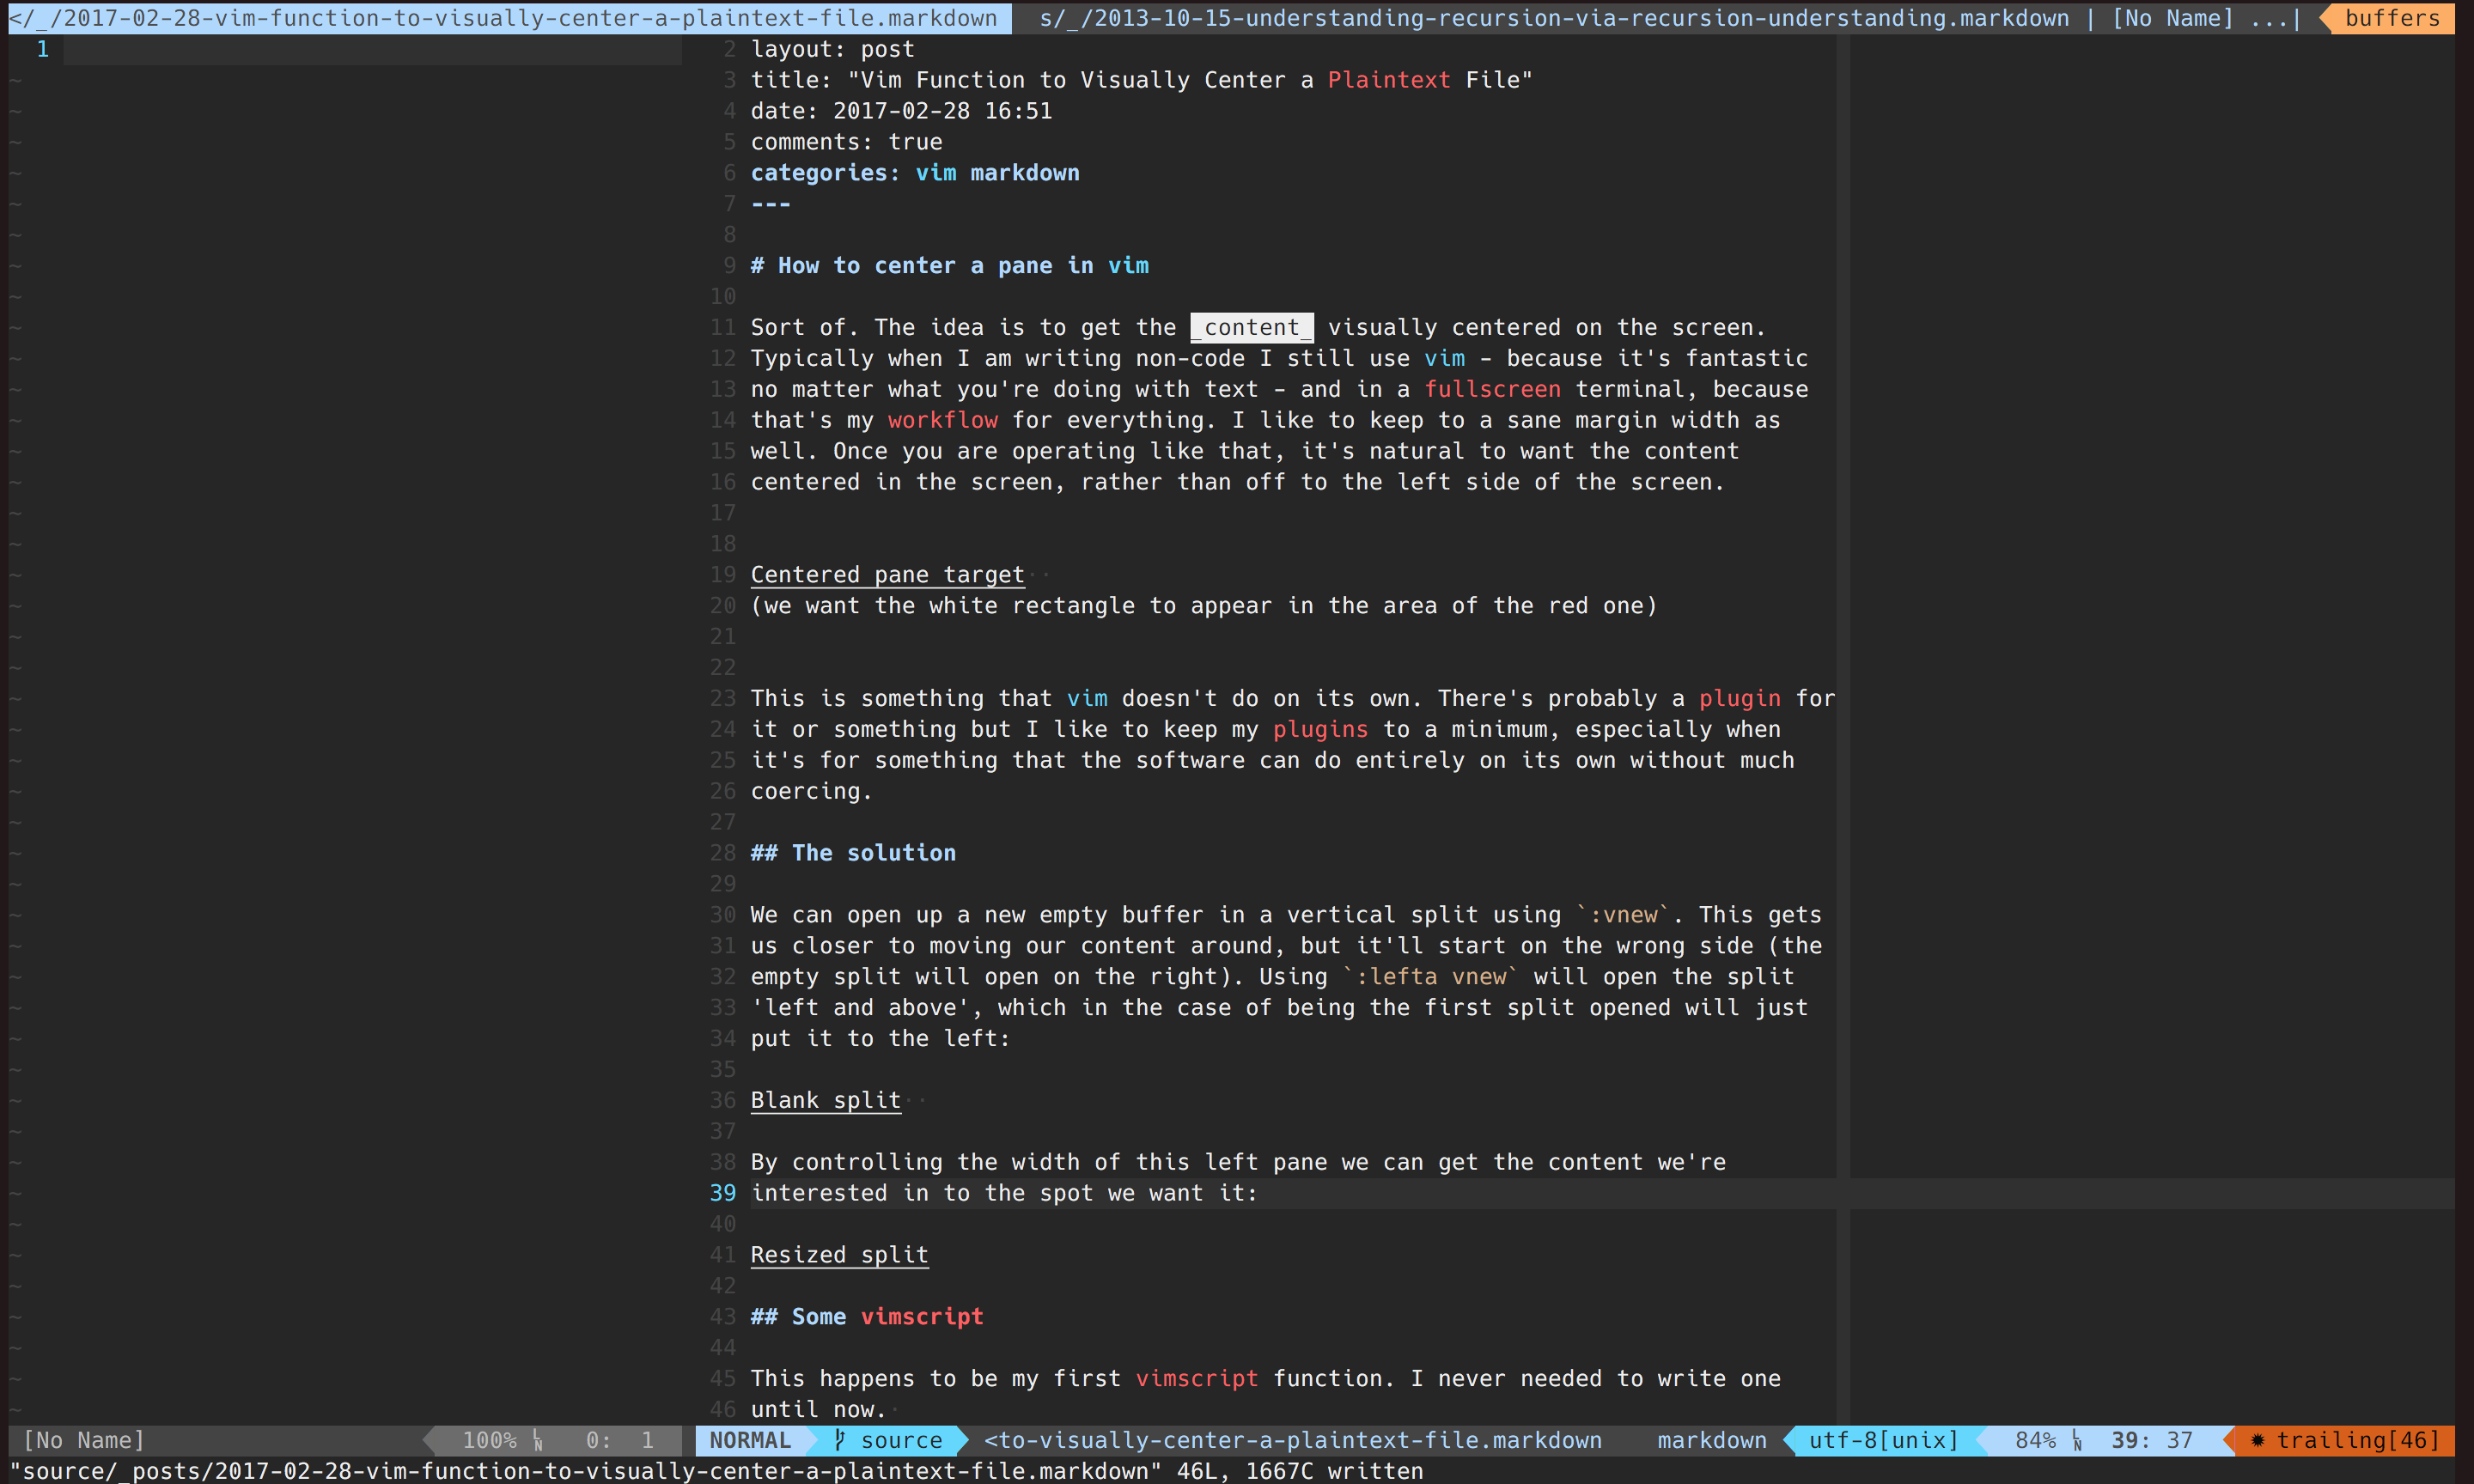 </_/2017-02-28-vim-function-to-visually-center-a-plaintext-file.markdown  s/_/2013-10-15-understanding-recursion-via-recursion-understanding.markdown | [No Name] ...| buffers
1
2 layout: post
3 title: "Vim Function to Visually Center a Plaintext File"
4 date: 2017-02-28 16:51
5 comments: true
6 categories: vim markdown
7 ---
8
9 # How to center a pane in vim
10
11 Sort of. The idea is to get the _content_ visually centered on the screen.
12 Typically when I am writing non-code I still use vim - because it's fantastic
13 no matter what you're doing with text - and in a fullscreen terminal, because
14 that's my workflow for everything. I like to keep to a sane margin width as
15 well. Once you are operating like that, it's natural to want the content
16 centered in the screen, rather than off to the left side of the screen.
17
18
19 Centered pane target··
20 (we want the white rectangle to appear in the area of the red one)
21
22
23 This is something that vim doesn't do on its own. There's probably a plugin for
24 it or something but I like to keep my plugins to a minimum, especially when
25 it's for something that the software can do entirely on its own without much
26 coercing.
27
28 ## The solution
29
30 We can open up a new empty buffer in a vertical split using `:vnew`. This gets
31 us closer to moving our content around, but it'll start on the wrong side (the
32 empty split will open on the right). Using `:lefta vnew` will open the split
33 'left and above', which in the case of being the first split opened will just
34 put it to the left:
35
36 Blank split··
37
38 By controlling the width of this left pane we can get the content we're
39 interested in to the spot we want it:
40
41 Resized split
42
43 ## Some vimscript
44
45 This happens to be my first vimscript function. I never needed to write one
46 until now.·
[No Name] 100% LN 0: 1 NORMAL source <to-visually-center-a-plaintext-file.markdown markdown utf-8[unix] 84% LN 39: 37 ✹ trailing[46]
"source/_posts/2017-02-28-vim-function-to-visually-center-a-plaintext-file.markdown" 46L, 1667C written